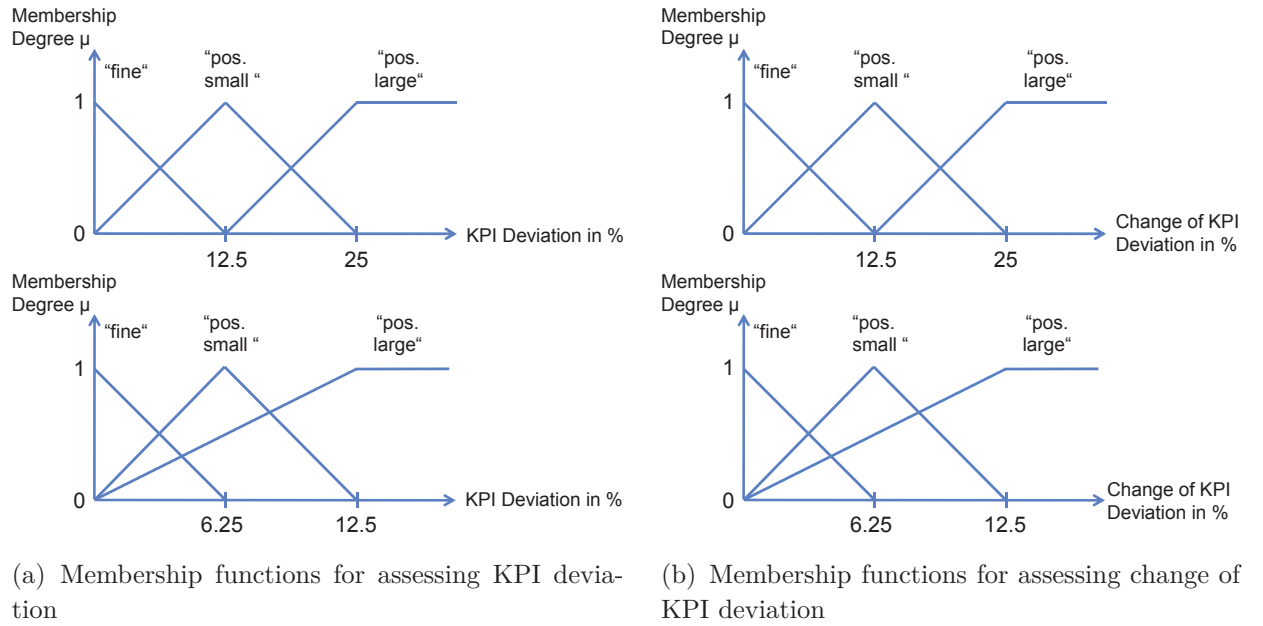 Membership
Degree μ
“fine“
“pos.
small “
“pos.
large“
1
0
12.5
25
KPI Deviation in %
Membership
Degree μ
“fine“
“pos.
small “
“pos.
large“
1
0
12.5
25
Change of KPI
Deviation in %
Membership
Degree μ
“fine“
“pos.
small “
“pos.
large“
1
0
6.25
12.5
KPI Deviation in %
Membership
Degree μ
“fine“
“pos.
small “
“pos.
large“
1
0
6.25
12.5
Change of KPI
Deviation in %
(a) Membership functions for assessing KPI devia-
tion
(b) Membership functions for assessing change of
KPI deviation